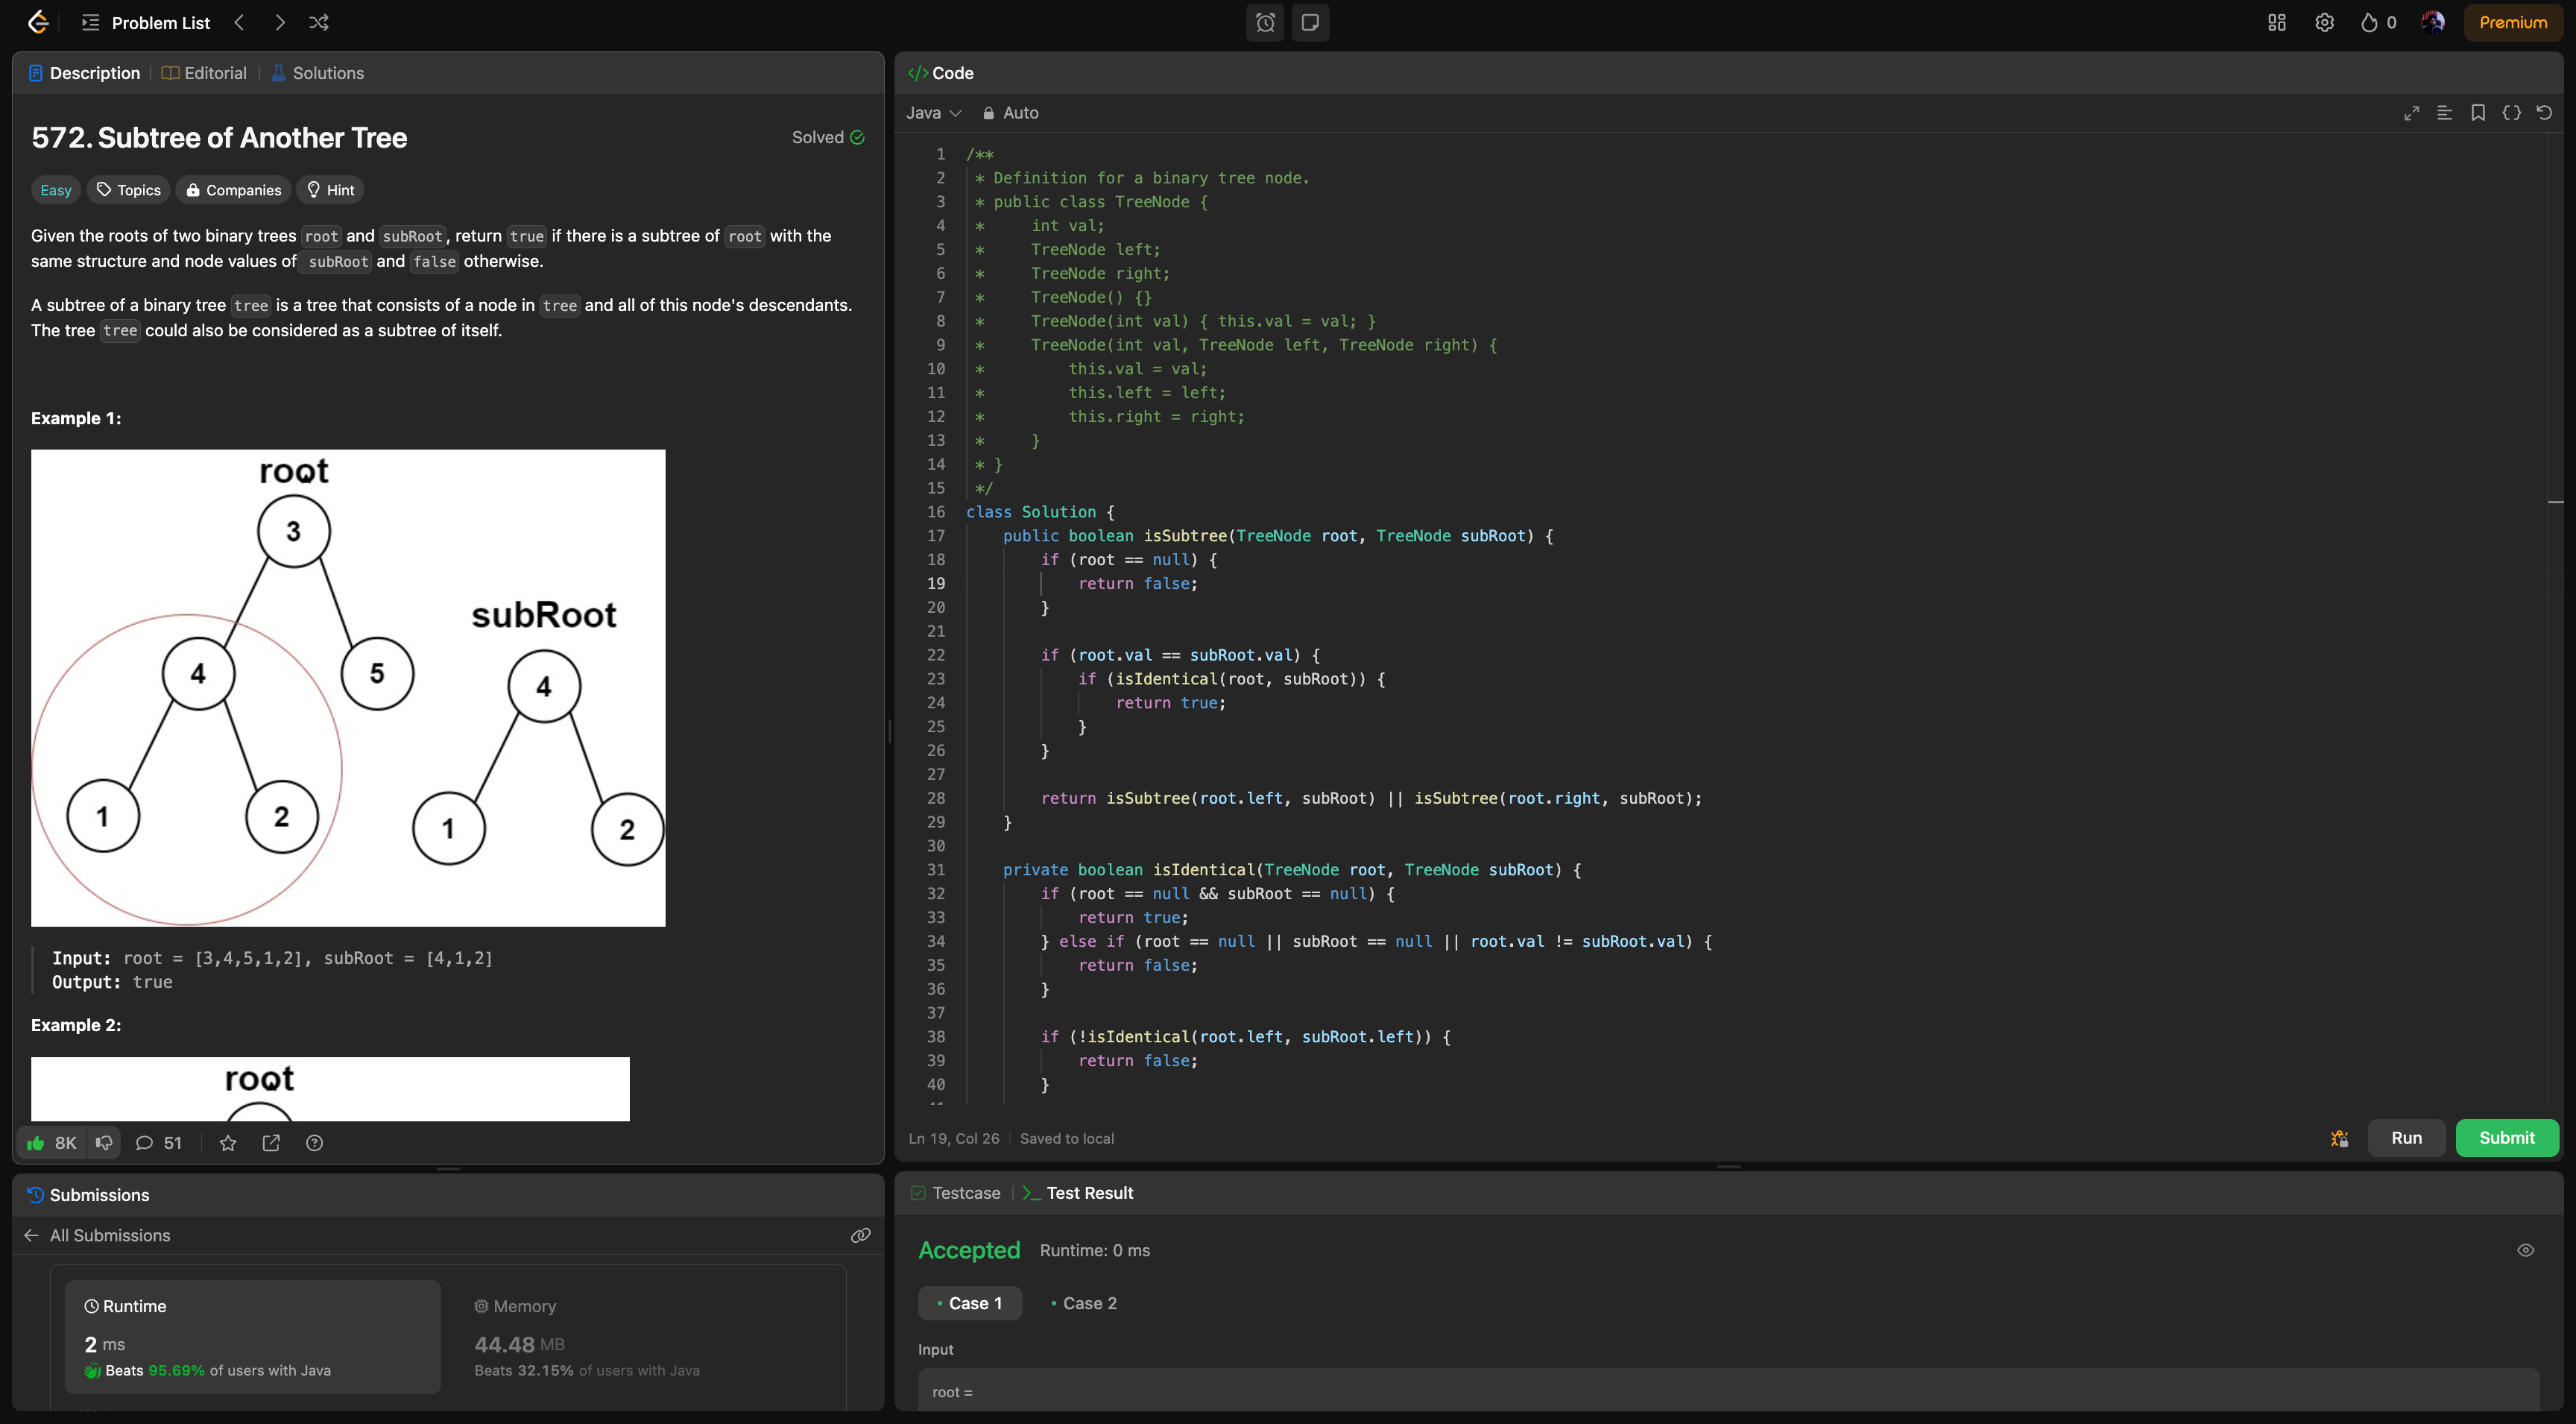 Problem List
0
Premium
Description
Editorial
Solutions
572. Subtree of Another Tree
Solved
Easy
Topics
Companies
Hint
Given the roots of two binary trees root and subRoot, return true if there is a subtree of root with the
same structure and node values of subRoot and false otherwise.
A subtree of a binary tree tree is a tree that consists of a node in tree and all of this node's descendants.
The tree tree could also be considered as a subtree of itself.
Example 1:
root
3
subRoot
4
5
4
1
2
1
2
Input: root = [3,4,5,1,2], subRoot = [4,1,2]
Output: true
Example 2:
root
8K
51
Submissions
All Submissions
Runtime
2 ms
Beats 95.69% of users with Java
Memory
44.48 MB
Beats 32.15% of users with Java
</> Code
Java
Auto
1 /**
2 * Definition for a binary tree node.
3 * public class TreeNode {
4 *     int val;
5 *     TreeNode left;
6 *     TreeNode right;
7 *     TreeNode() {}
8 *     TreeNode(int val) { this.val = val; }
9 *     TreeNode(int val, TreeNode left, TreeNode right) {
10 *         this.val = val;
11 *         this.left = left;
12 *         this.right = right;
13 *     }
14 * }
15 */
16 class Solution {
17     public boolean isSubtree(TreeNode root, TreeNode subRoot) {
18         if (root == null) {
19             return false;
20         }
21
22         if (root.val == subRoot.val) {
23             if (isIdentical(root, subRoot)) {
24                 return true;
25             }
26         }
27
28         return isSubtree(root.left, subRoot) || isSubtree(root.right, subRoot);
29     }
30
31     private boolean isIdentical(TreeNode root, TreeNode subRoot) {
32         if (root == null && subRoot == null) {
33             return true;
34         } else if (root == null || subRoot == null || root.val != subRoot.val) {
35             return false;
36         }
37
38         if (!isIdentical(root.left, subRoot.left)) {
39             return false;
40         }
Ln 19, Col 26
Saved to local
Run
Submit
Testcase
Test Result
Accepted
Runtime: 0 ms
Case 1
Case 2
Input
root =